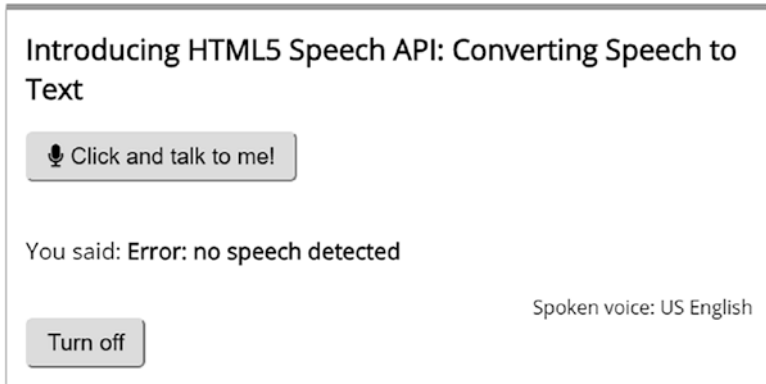 Introducing HTML5 Speech API: Converting Speech to
Text
Click and talk to me!
You said: Error: no speech detected
Spoken voice: US English
Turn off